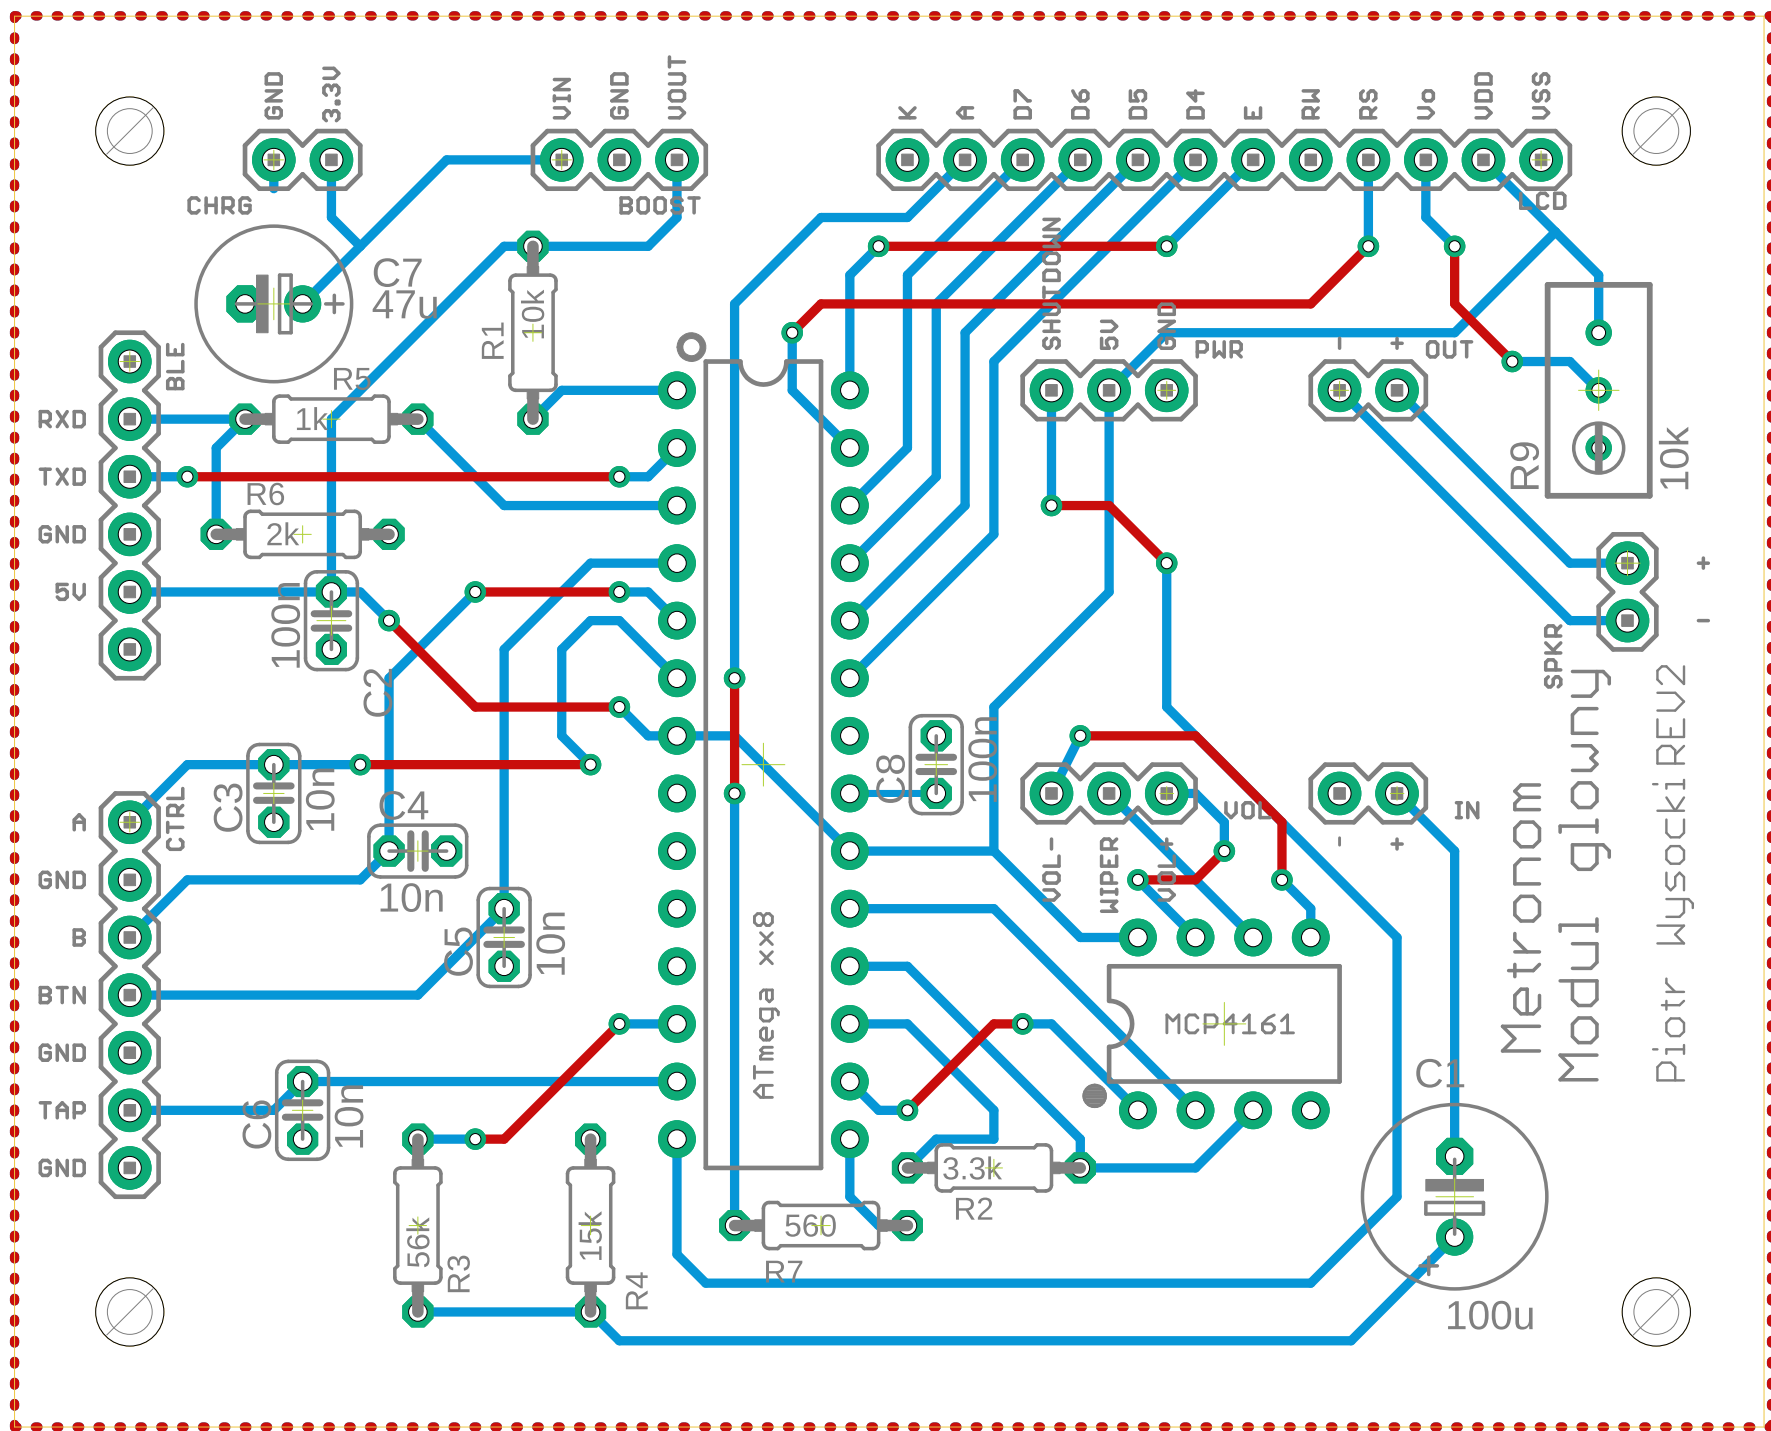 GND
3.3V
VIN
GND
VOUT
K
A
D7
D6
D5
D4
E
RW
RS
Vo
VDD
VSS
CHRG
BOOST
LCD
C7
47u
R1
10k
SHUTDOWN
5V
GND
PWR
-
+
OUT
BLE
RXD
TXD
GND
5V
R5
1k
R6
2k
100n
C2
R9
10k
+
-
SPKR
C3
10n
C4
10n
C5
10n
C8
100n
VOL-
WIPER
VOL+
VOL
-
+
IN
CTRL
A
GND
B
BTN
GND
TAP
GND
C6
10n
ATmega xx8
MCP4161
Metronom
Modul glowny
Piotr Wysocki REV2
C1
+
100u
3.3k
R2
560
R7
56k
R3
15k
R4